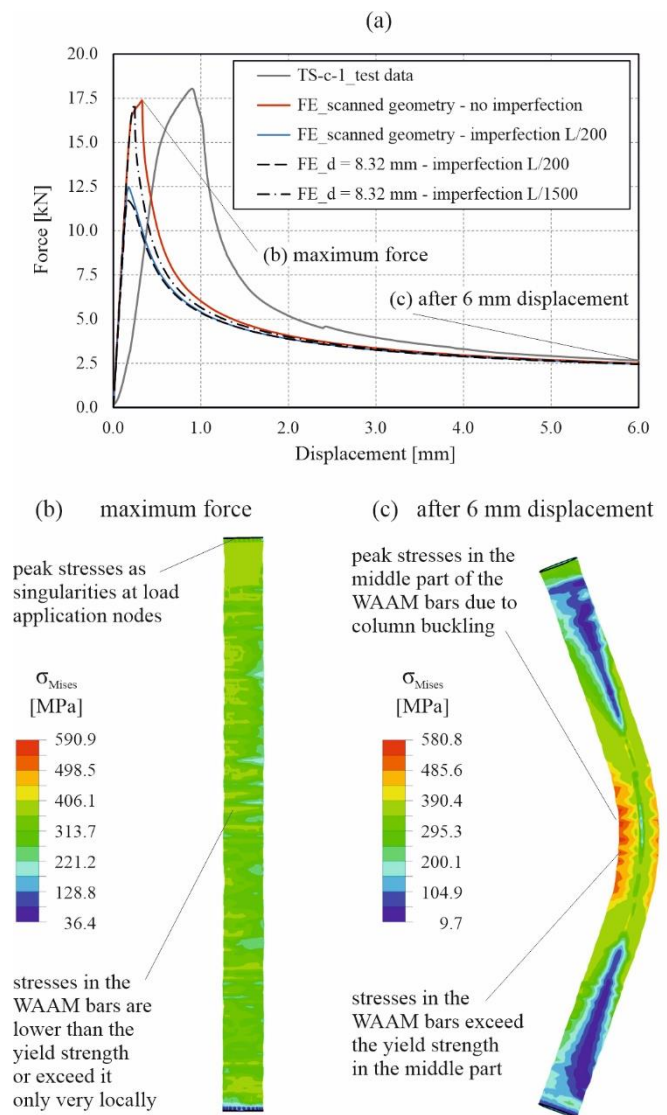 (a)
20.0
17.5
15.0
12.5
10.0
7.5
5.0
2.5
0.0
Force [kN]
TS-c-1_test data
FE_scanned geometry - no imperfection
FE_scanned geometry - imperfection L/200
FE_d = 8.32 mm - imperfection L/200
FE_d = 8.32 mm - imperfection L/1500
(b) maximum force
(c) after 6 mm displacement
0.0 1.0 2.0 3.0 4.0 5.0 6.0
Displacement [mm]
(b) maximum force
peak stresses as
singularities at load
application nodes
σMises
[MPa]
590.9
498.5
406.1
313.7
221.2
128.8
36.4
stresses in the
WAAM bars are
lower than the
yield strength
or exceed it
only very locally
(c) after 6 mm displacement
peak stresses in the
middle part of the
WAAM bars due to
column buckling
σMises
[MPa]
580.8
485.6
390.4
295.3
200.1
104.9
9.7
stresses in the
WAAM bars exceed
the yield strength
in the middle part